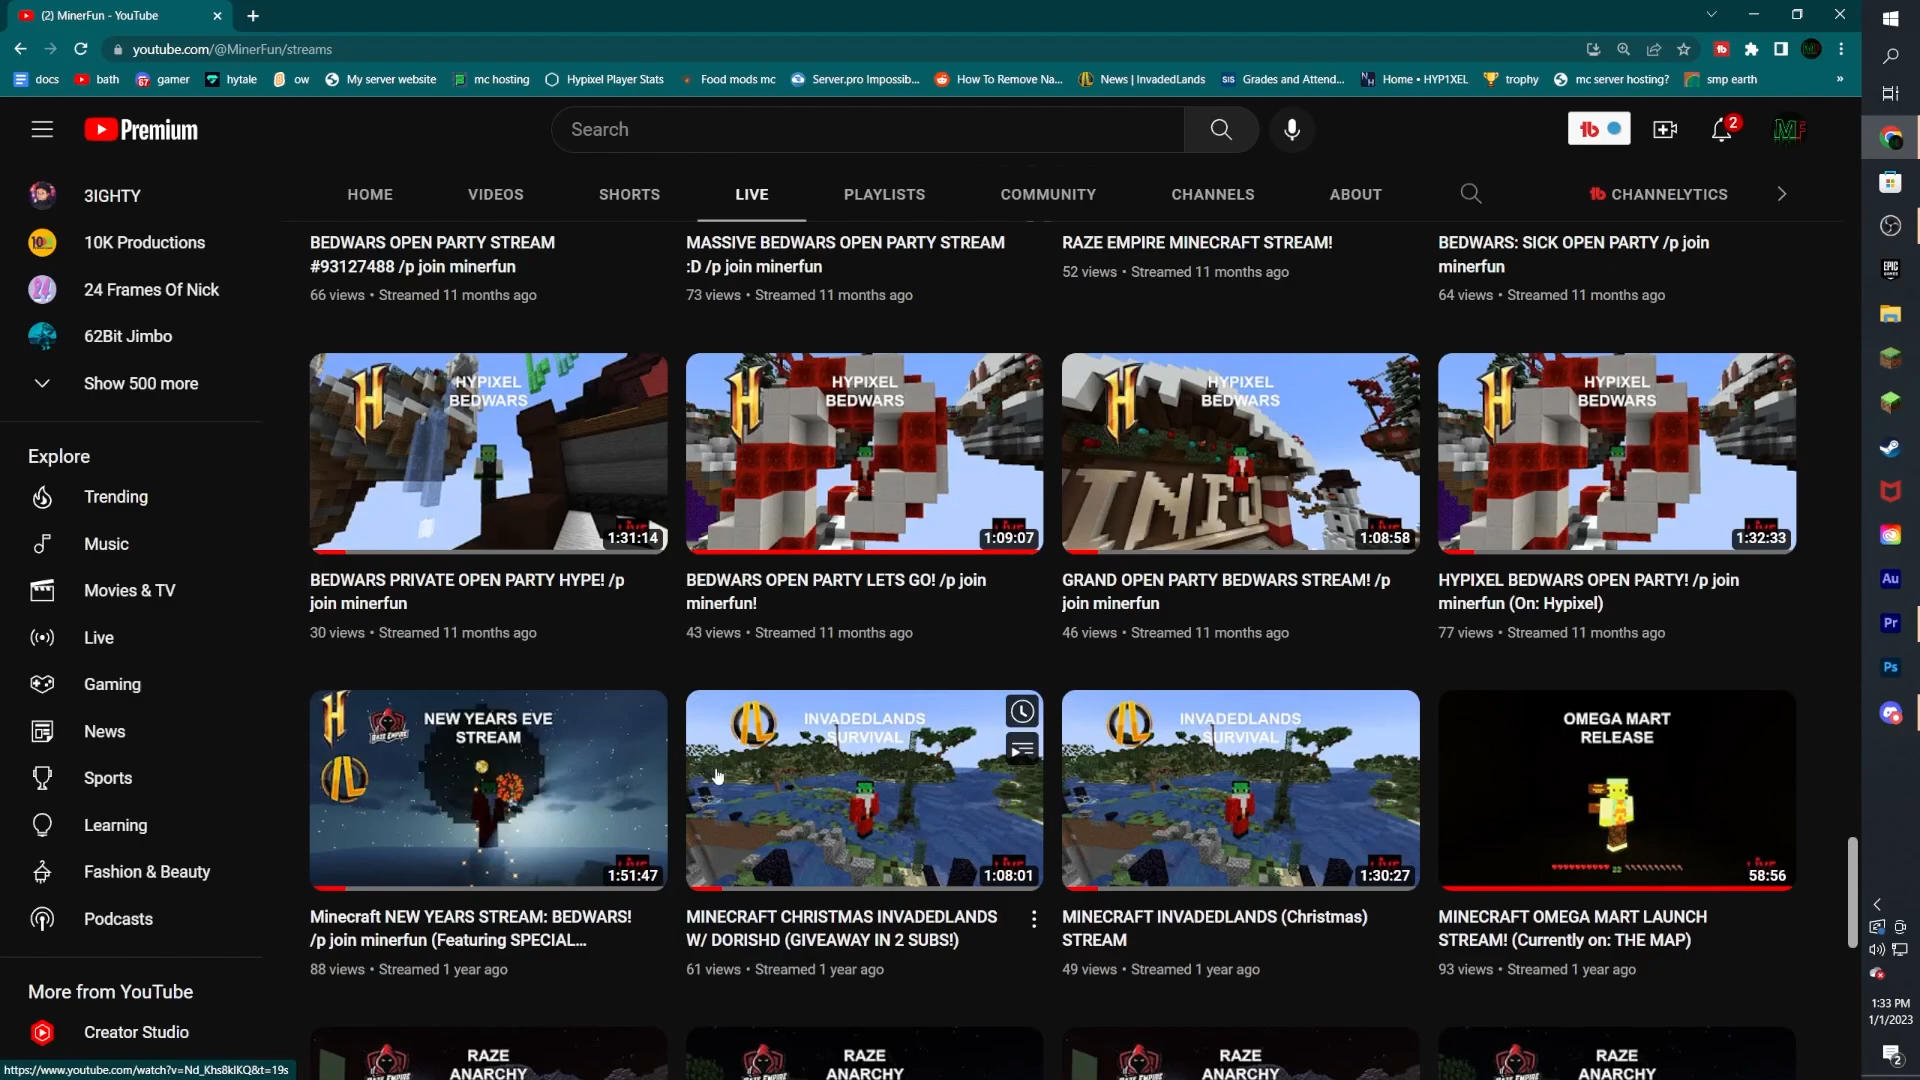 (2) MinerFun - YouTube
youtube.com/@MinerFun/streams
docs
bath
gamer
hytale
ow
My server website
mc hosting
Hypixel Player Stats
Food mods mc
Server.pro Impossib...
How To Remove Na...
News | InvadedLands
SIS
Grades and Attend...
Home • HYP1XEL
trophy
mc server hosting?
smp earth
»
Premium
Search
2
HOME
VIDEOS
SHORTS
LIVE
PLAYLISTS
COMMUNITY
CHANNELS
ABOUT
CHANNELYTICS
3IGHTY
10K Productions
24 Frames Of Nick
62Bit Jimbo
Show 500 more
Explore
Trending
Music
Movies & TV
Live
Gaming
News
Sports
Learning
Fashion & Beauty
Podcasts
More from YouTube
Creator Studio
BEDWARS OPEN PARTY STREAM
#93127488 /p join minerfun
66 views • Streamed 11 months ago
MASSIVE BEDWARS OPEN PARTY STREAM
:D /p join minerfun
73 views • Streamed 11 months ago
RAZE EMPIRE MINECRAFT STREAM!
52 views • Streamed 11 months ago
BEDWARS: SICK OPEN PARTY /p join
minerfun
64 views • Streamed 11 months ago
HYPIXEL
BEDWARS
1:31:14
BEDWARS PRIVATE OPEN PARTY HYPE! /p
join minerfun
30 views • Streamed 11 months ago
HYPIXEL
BEDWARS
1:09:07
BEDWARS OPEN PARTY LETS GO! /p join
minerfun!
43 views • Streamed 11 months ago
HYPIXEL
BEDWARS
INFO
1:08:58
GRAND OPEN PARTY BEDWARS STREAM! /p
join minerfun
46 views • Streamed 11 months ago
HYPIXEL
BEDWARS
1:32:33
HYPIXEL BEDWARS OPEN PARTY! /p join
minerfun (On: Hypixel)
77 views • Streamed 11 months ago
NEW YEARS EVE
STREAM
1:51:47
Minecraft NEW YEARS STREAM: BEDWARS!
/p join minerfun (Featuring SPECIAL...
88 views • Streamed 1 year ago
INVADEDLANDS
SURVIVAL
1:08:01
MINECRAFT CHRISTMAS INVADEDLANDS
W/ DORISHD (GIVEAWAY IN 2 SUBS!)
61 views • Streamed 1 year ago
INVADEDLANDS
SURVIVAL
1:30:27
MINECRAFT INVADEDLANDS (Christmas)
STREAM
49 views • Streamed 1 year ago
OMEGA MART
RELEASE
58:56
MINECRAFT OMEGA MART LAUNCH
STREAM! (Currently on: THE MAP)
93 views • Streamed 1 year ago
RAZE
ANARCHY
RAZE
ANARCHY
RAZE
ANARCHY
RAZE
ANARCHY
https://www.youtube.com/watch?v=Nd_Khs8kIKQ&t=19s
EPIC
Au
Pr
Ps
1:33 PM
1/1/2023
2